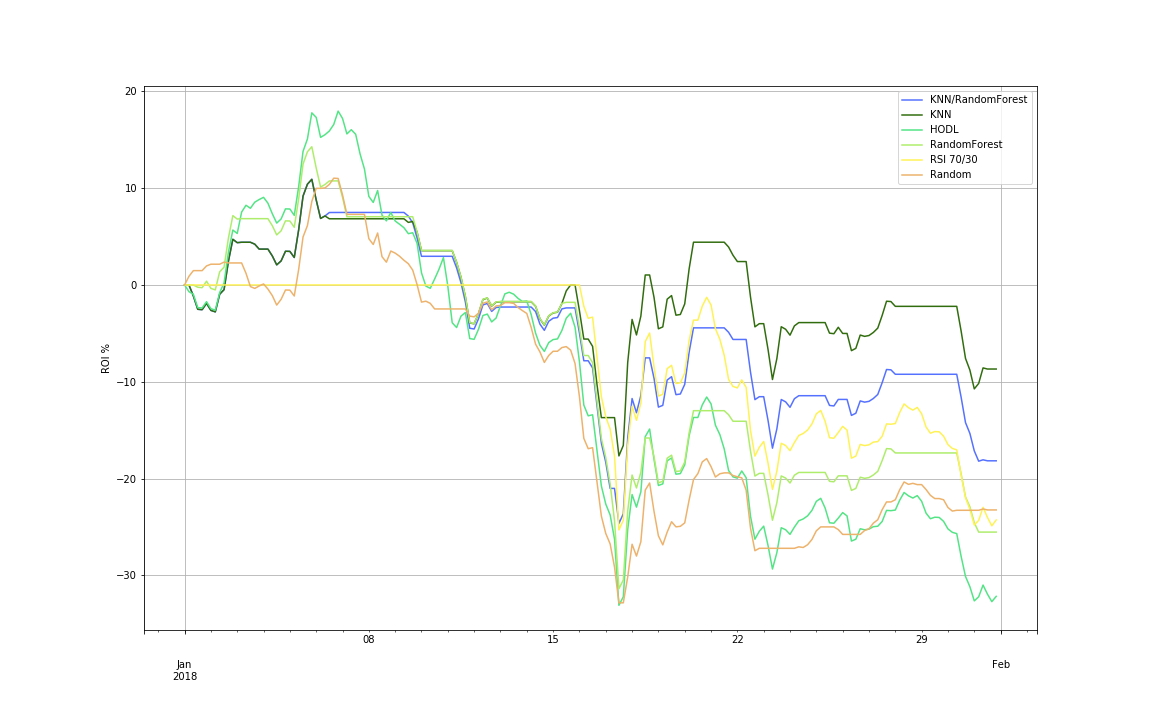 20
10
0
−10
−20
−30
ROI %
KNN/RandomForest
KNN
HODL
RandomForest
RSI 70/30
Random
08
15
22
29
Jan
2018
Feb